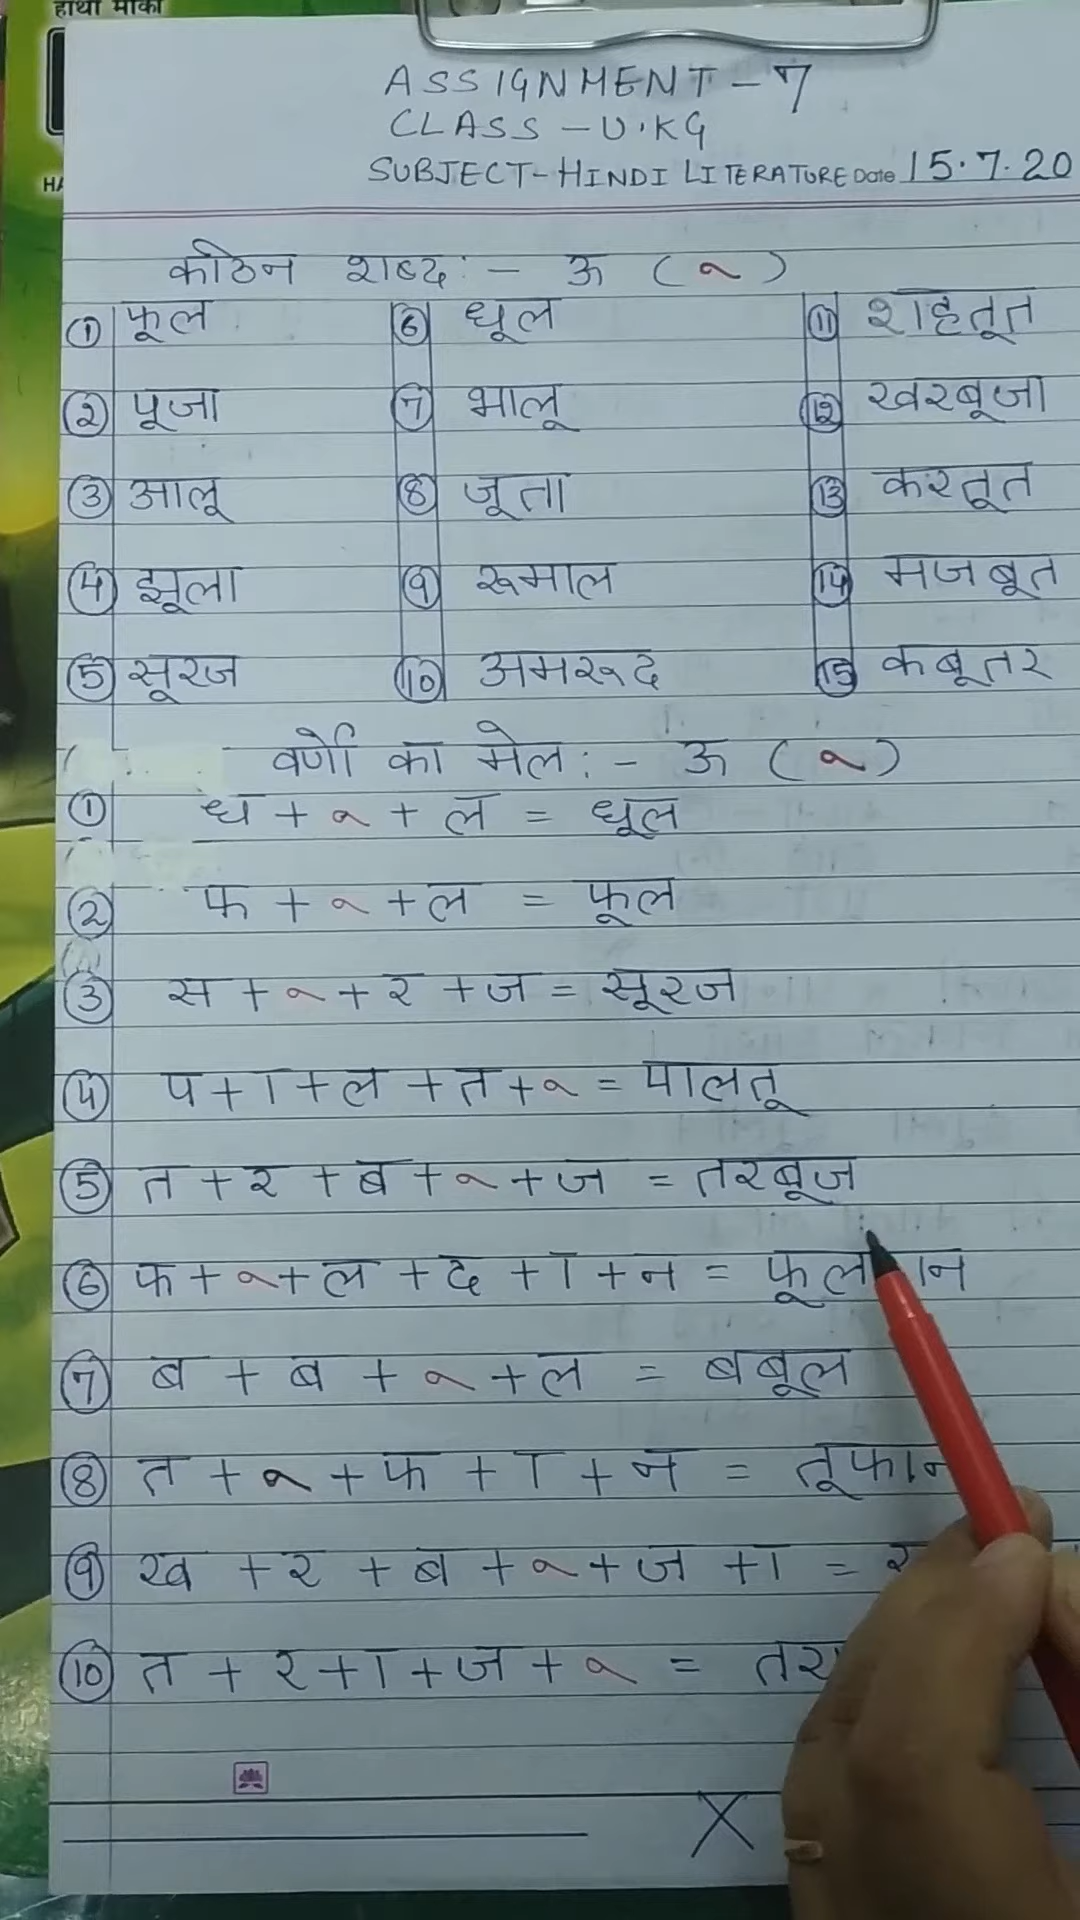 हाथी मार्का
ASSIGNMENT - 7
CLASS - U.KG
SUBJECT - HINDI LITERATURE Date 15.7.20
कठिन शब्द :- ऊ ( ू )
① फूल ⑥ धूल ⑪ शहतूत
② पूजा ⑦ भालू ⑫ खरबूजा
③ आलू ⑧ जूता ⑬ करतूत
④ झूला ⑨ रूमाल ⑭ मजबूत
⑤ सूरज ⑩ अमरूद ⑮ कबूतर
वर्णों का मेल :- ऊ ( ू )
① ध + ू + ल = धूल
② फ + ू + ल = फूल
③ स + ू + र + ज = सूरज
④ प + ा + ल + त + ू = पालतू
⑤ त + र + ब + ू + ज = तरबूज
⑥ फ + ू + ल + द + ा + न = फूल ान
⑦ ब + ब + ू + ल = बबूल
⑧ त + ू + फ + ा + न = तूफान
⑨ ख + र + ब + ू + ज + ा =
⑩ त + र + ा + ज + ू = तर
X